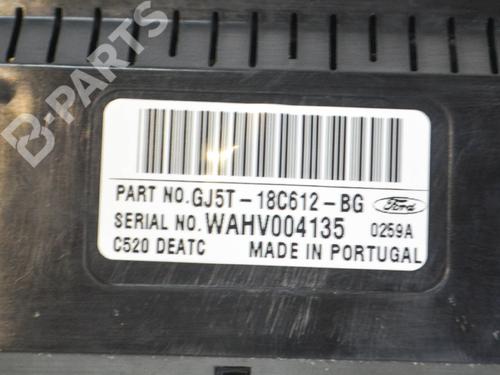 B-PARTS
PART NO.GJ5T-18C612-BG Ford
SERIAL NO.WAHV004135 0259A
C520 DEATC MADE IN PORTUGAL